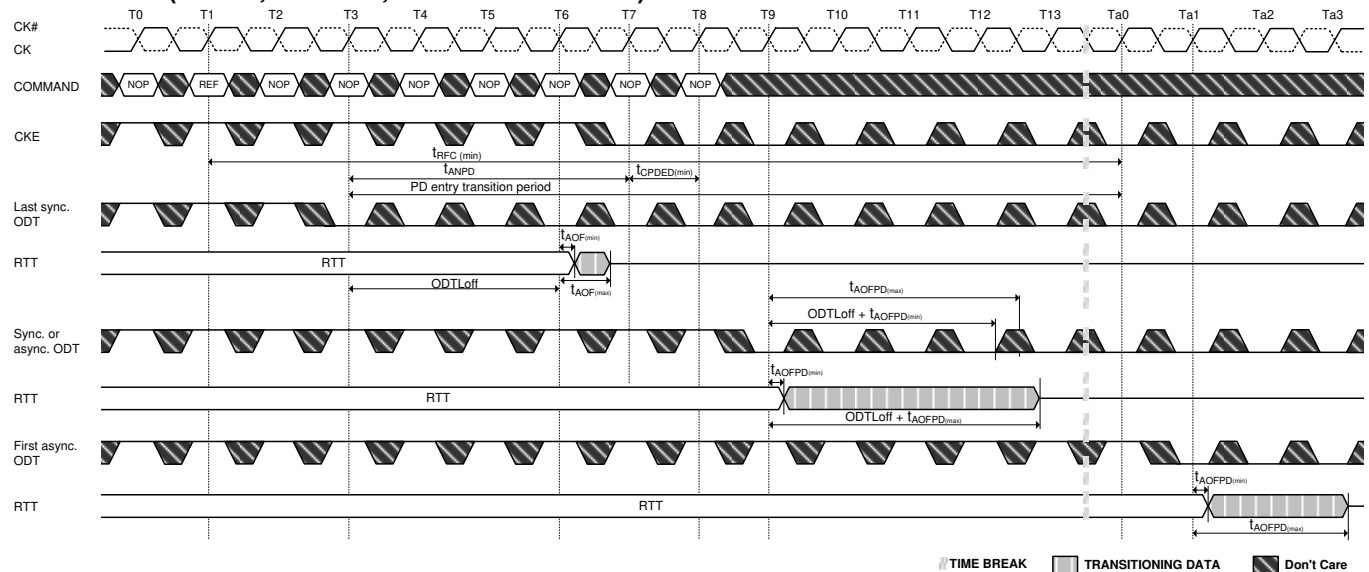 T0 T1 T2 T3 T4 T5 T6 T7 T8 T9 T10 T11 T12 T13 Ta0 Ta1 Ta2 Ta3
CK#
CK
COMMAND NOP REF NOP NOP NOP NOP NOP NOP NOP
CKE
tRFC (min)
tANPD tCPDED(min)
PD entry transition period
Last sync.
ODT
tAOF(min)
RTT RTT
ODTLoff tAOF(max)
tAOFPD(max)
ODTLoff + tAOFPD(min)
Sync. or
async. ODT
tAOFPD(min)
RTT RTT
ODTLoff + tAOFPD(max)
First async.
ODT
tAOFPD(min)
RTT RTT
tAOFPD(max)
TIME BREAK TRANSITIONING DATA Don't Care